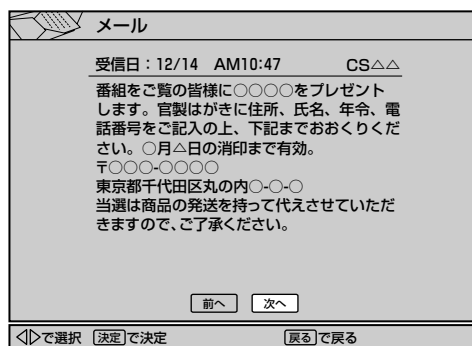 メール
受信日：12/14　AM10:47　CS△△
番組をご覧の皆様に○○○○をプレゼント
します。官製はがきに住所、氏名、年令、電
話番号をご記入の上、下記までおおくりくだ
さい。○月△日の消印まで有効。
〒○○○-○○○○
東京都千代田区丸の内○-○-○
当選は商品の発送を持って代えさせていただ
きますので、ご了承ください。
前へ　次へ
◁▷で選択　決定で決定　戻るで戻る